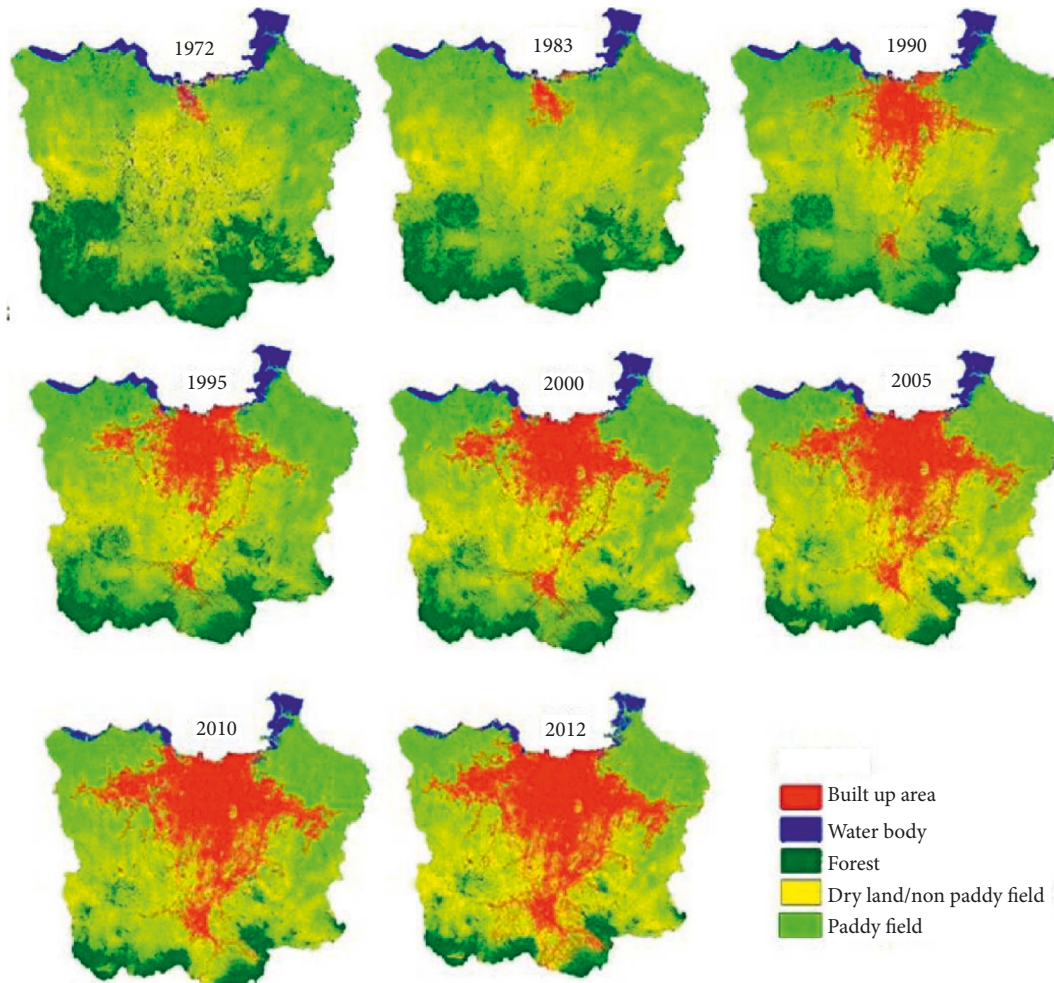 1972
1983
1990
1995
2000
2005
2010
2012
Built up area
Water body
Forest
Dry land/non paddy field
Paddy field